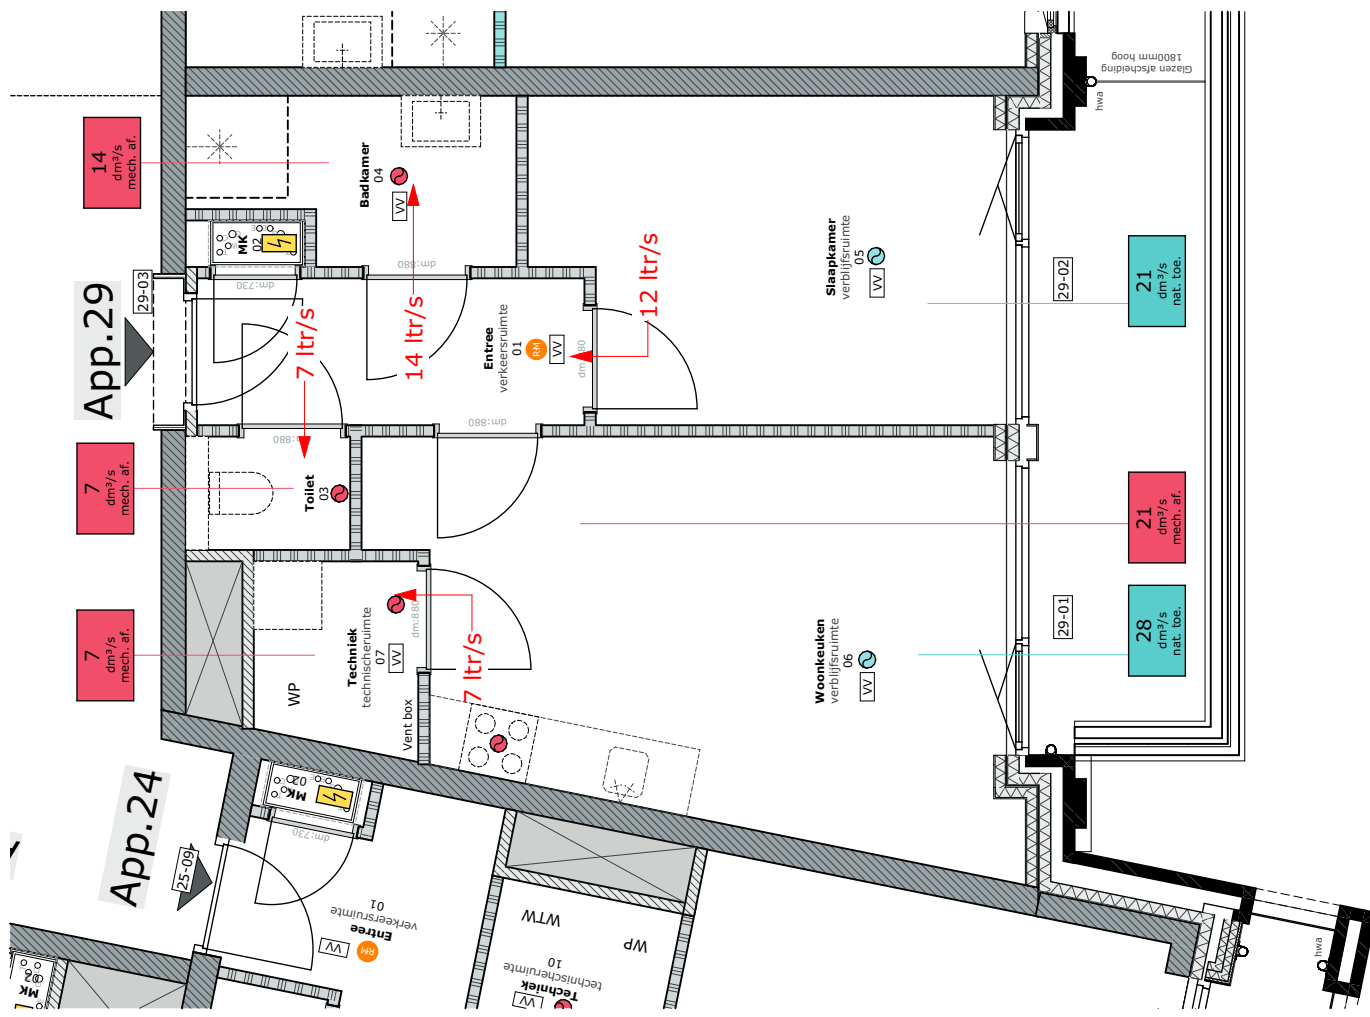 Glazen afscheiding
1800mm hoog
hwa
14
dm³/s
mech. af.
Badkamer
04
VV
MK
02
dm:730
dm:880
29-03
App.29
7 ltr/s
14 ltr/s
12 ltr/s
Entree
verkeersruimte
01
RM
VV
dm:880
dm:880
Slaapkamer
verblijfsruimte
05
VV
29-02
21
dm³/s
nat. toe.
7
dm³/s
mech. af.
dm:880
Toilet
03
21
dm³/s
mech. af.
7
dm³/s
mech. af.
Techniek
technischeruimte
07
VV
WP
Vent box
dm:880
7 ltr/s
Woonkeuken
verblijfsruimte
06
VV
29-01
28
dm³/s
nat. toe.
App.24
25-09
MK
02
dm:730
Entree
verkeersruimte
01
VV
RM
WTW
WP
Techniek
technischeruimte
10
VV
MK
02
hwa